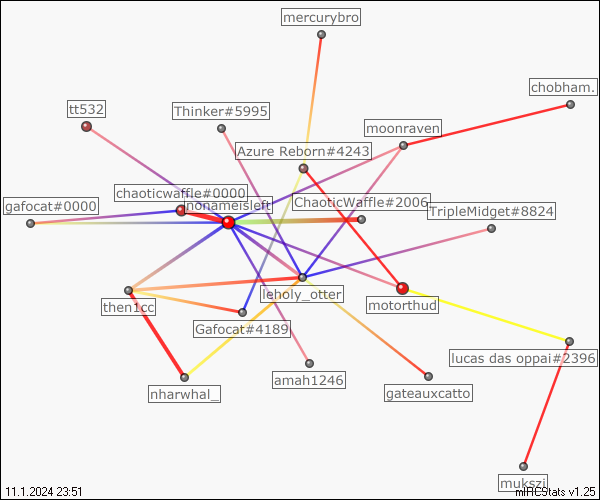 mercurybro
chobham.
tt532
Thinker#5995
moonraven
Azure Reborn#4243
chaoticwaffle#0000
nonameisleft
ChaoticWaffle#2006
gafocat#0000
TripleMidget#8824
leholy_otter
then1cc
motorthud
Gafocat#4189
lucas das oppai#2396
amah1246
nharwhal_
gateauxcatto
mukszi
11.1.2024 23:51
mIRCStats v1.25